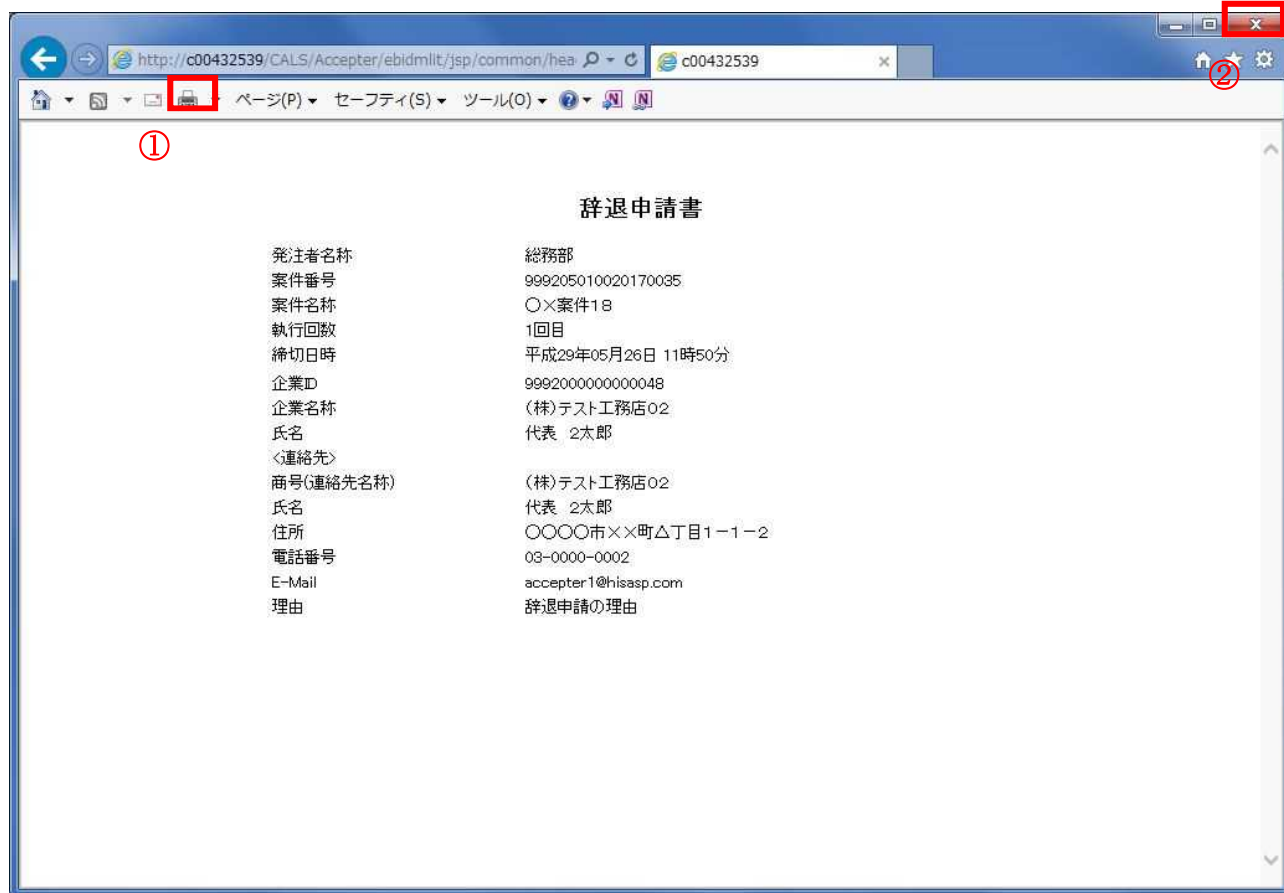 http://c00432539/CALS/Accepter/ebidmlit/jsp/common/hea
c00432539
②
ページ(P) セーフティ(S) ツール(O)
①
辞退申請書
発注者名称 総務部
案件番号 999205010020170035
案件名称 〇×案件18
執行回数 1回目
締切日時 平成29年05月26日 11時50分
企業ID 9992000000000048
企業名称 (株)テスト工務店02
氏名 代表 2太郎
<連絡先>
商号(連絡先名称) (株)テスト工務店02
氏名 代表 2太郎
住所 〇〇〇〇市××町△丁目1-1-2
電話番号 03-0000-0002
E-Mail accepter1@hisasp.com
理由 辞退申請の理由